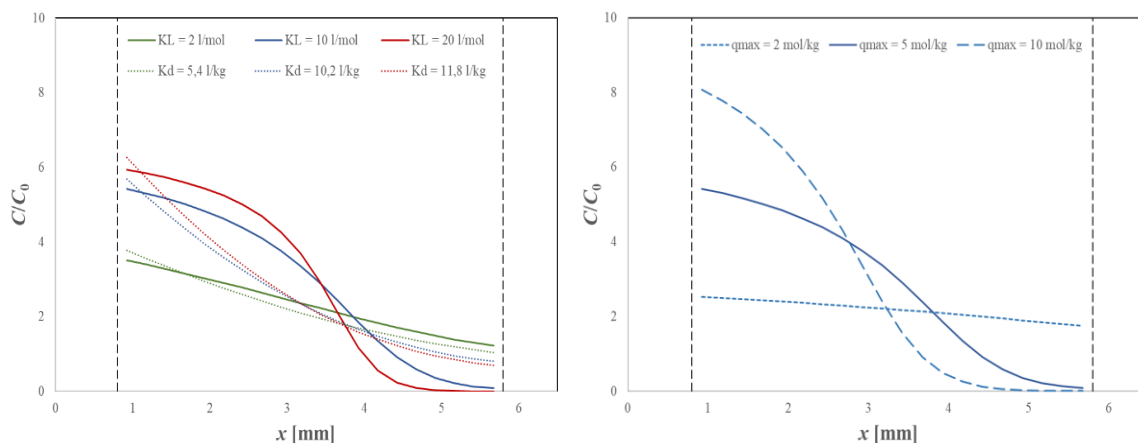 10
8
6
4
2
0
C/C0
KL = 2 l/mol KL = 10 l/mol KL = 20 l/mol
Kd = 5,4 l/kg Kd = 10,2 l/kg Kd = 11,8 l/kg
0 1 2 3 4 5 6
x [mm]
10
8
6
4
2
0
C/C0
qmax = 2 mol/kg qmax = 5 mol/kg qmax = 10 mol/kg
0 1 2 3 4 5 6
x [mm]